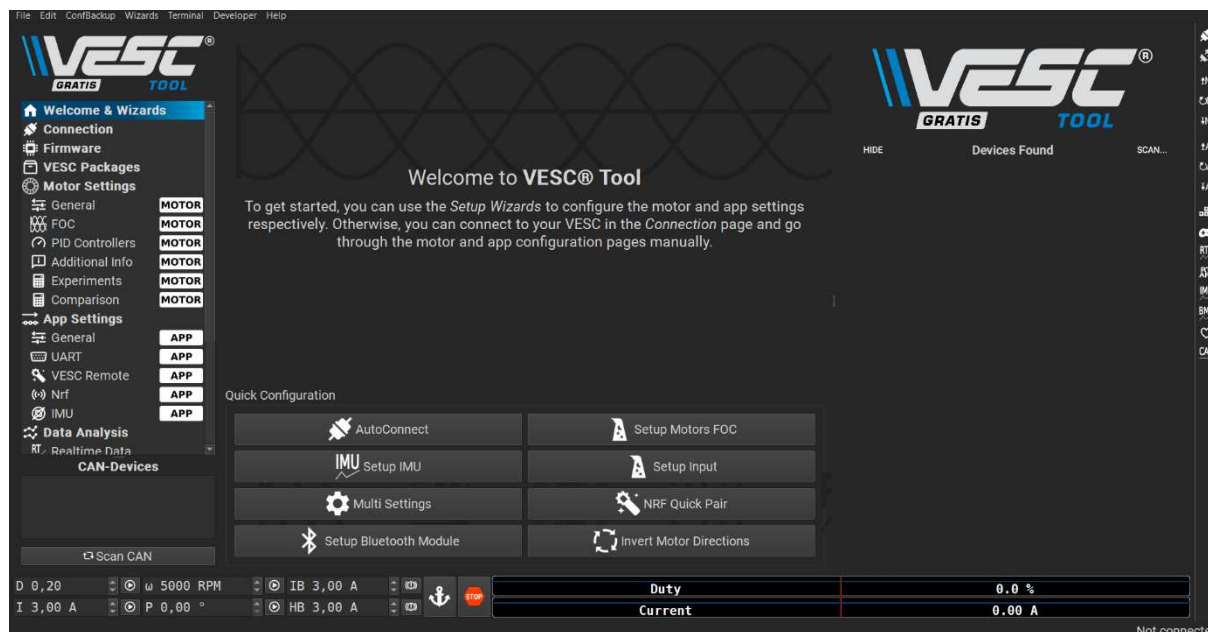 File Edit ConfBackup Wizards Terminal Developer Help
VESC®
GRATIS TOOL
Welcome & Wizards
Connection
Firmware
VESC Packages
Motor Settings
General MOTOR
FOC MOTOR
PID Controllers MOTOR
Additional Info MOTOR
Experiments MOTOR
Comparison MOTOR
App Settings
General APP
UART APP
VESC Remote APP
Nrf APP
IMU APP
Data Analysis
RT Realtime Data
CAN-Devices
Scan CAN
Welcome to VESC® Tool
To get started, you can use the Setup Wizards to configure the motor and app settings
respectively. Otherwise, you can connect to your VESC in the Connection page and go
through the motor and app configuration pages manually.
Quick Configuration
AutoConnect
Setup Motors FOC
IMU Setup IMU
Setup Input
Multi Settings
NRF Quick Pair
Setup Bluetooth Module
Invert Motor Directions
VESC®
GRATIS TOOL
HIDE Devices Found SCAN...
RT
CA
D 0,20 ω 5000 RPM IB 3,00 A
I 3,00 A P 0,00 ° HB 3,00 A
STOP
Duty 0.0 %
Current 0.00 A
Not connecte